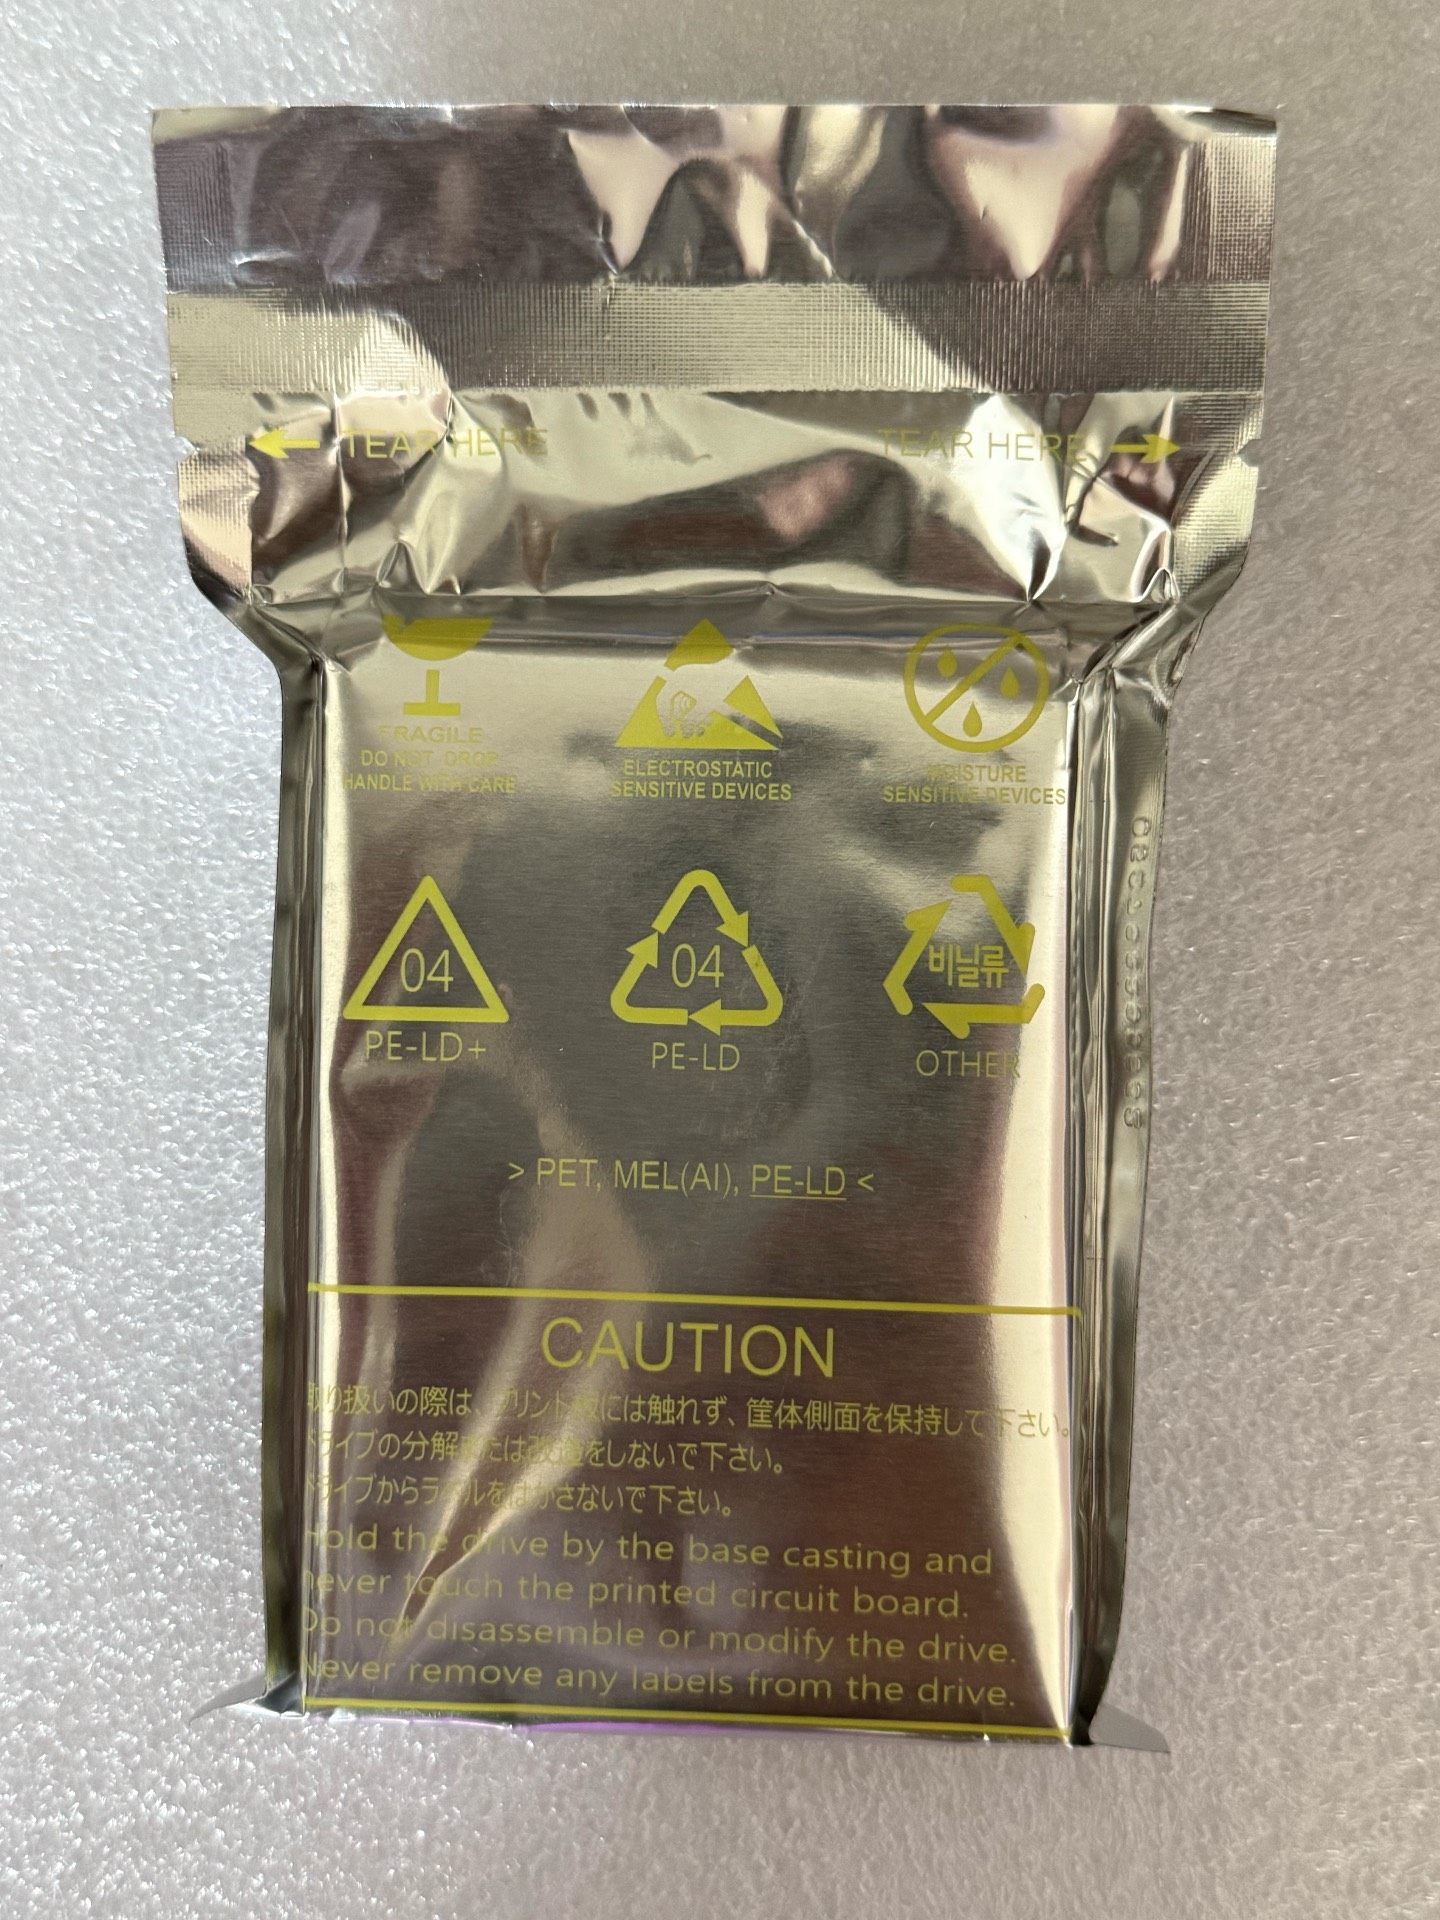 TEAR HERE TEAR HERE
FRAGILE
DO NOT DROP
HANDLE WITH CARE
ELECTROSTATIC
SENSITIVE DEVICES
MOISTURE
SENSITIVE DEVICES
04
PE-LD+
04
PE-LD
비닐류
OTHER
> PET, MEL(Al), PE-LD <
CAUTION
取り扱いの際は、プリント板には触れず、筐体側面を保持して下さい。
ドライブの分解または改造をしないで下さい。
ドライブからラベルをはがさないで下さい。
Hold the drive by the base casting and
never touch the printed circuit board.
Do not disassemble or modify the drive.
Never remove any labels from the drive.